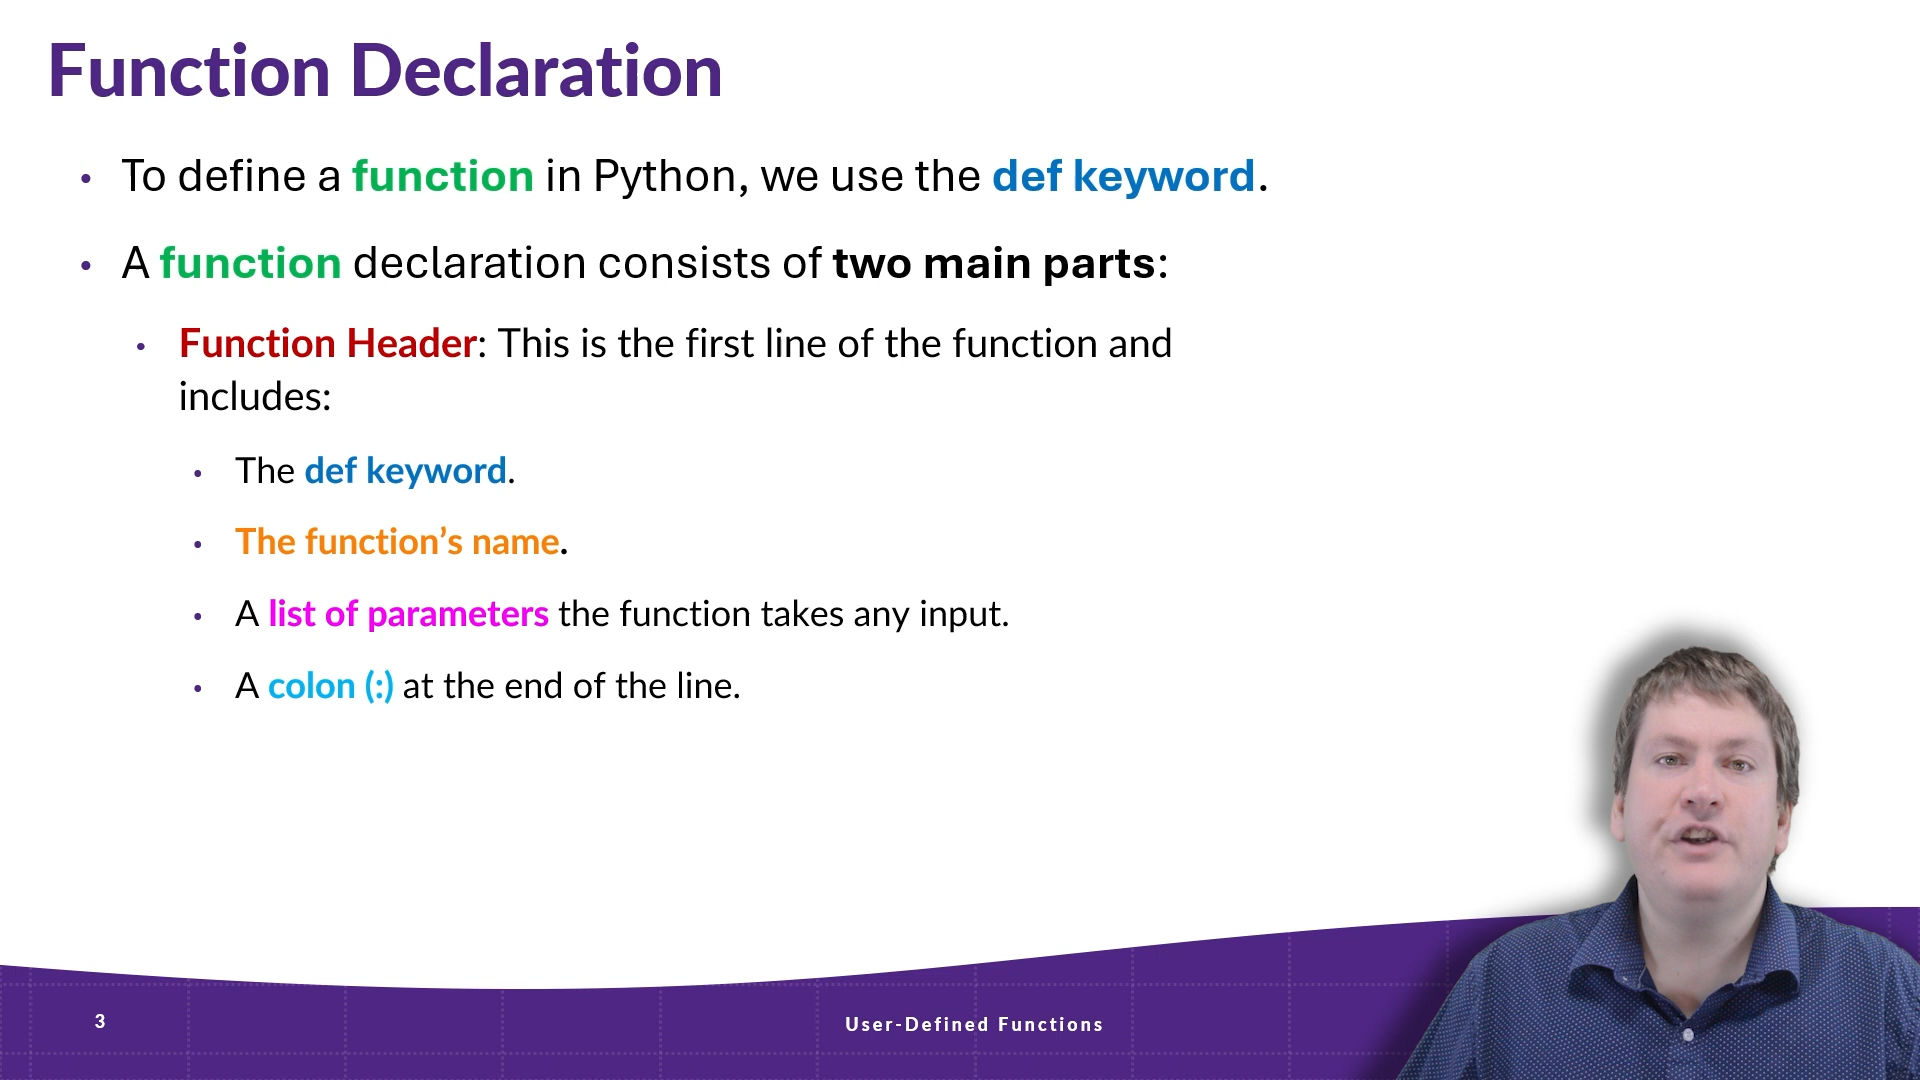 Function Declaration
• To define a function in Python, we use the def keyword.
• A function declaration consists of two main parts:
• Function Header: This is the first line of the function and
includes:
• The def keyword.
• The function’s name.
• A list of parameters the function takes any input.
• A colon (:) at the end of the line.
3
User-Defined Functions